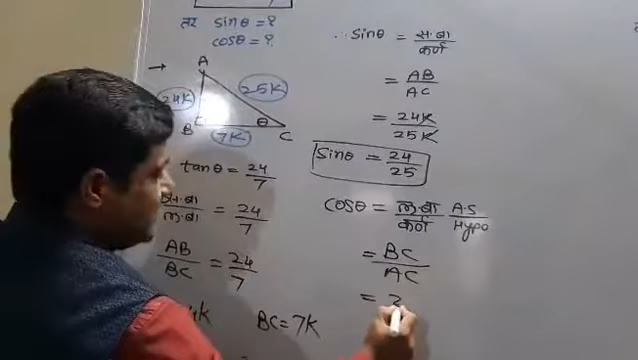 तर sinθ = ?
cosθ = ?
→ A
24K
25K
B
7K
θ
C
tanθ = 24/7
ल.बा = 24/7
AB/BC = 24/7
BC = 7K
∴ sinθ = स.बा/कर्ण
= AB/AC
= 24K/25K
sinθ = 24/25
cosθ = ल.बा/कर्ण A.S/Hypo
= BC/AC
=